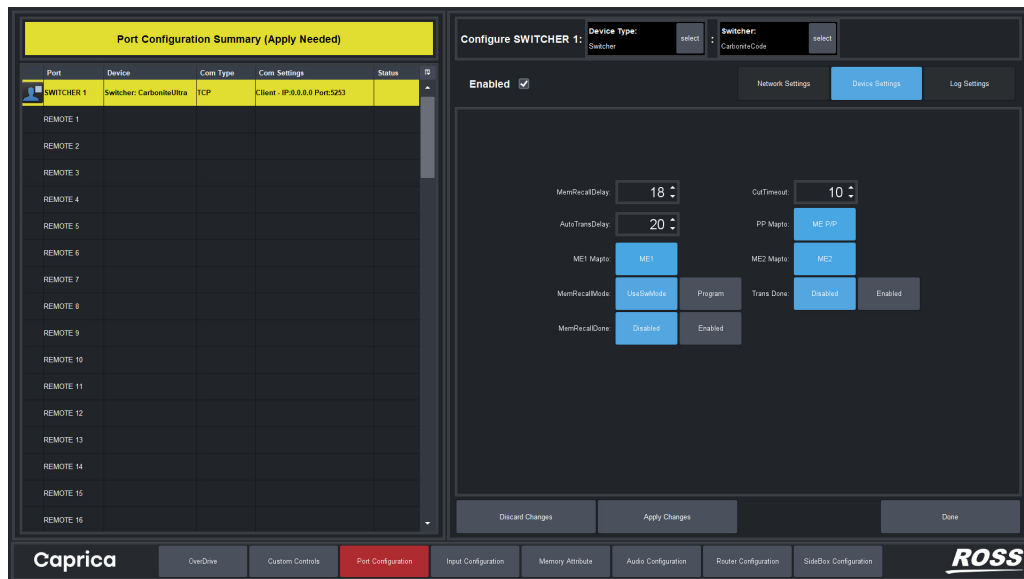 Port Configuration Summary (Apply Needed)
Port Device Com Type Com Settings Status
SWITCHER 1 Switcher: CarboniteUltra TCP Client - IP:0.0.0.0 Port:5253
REMOTE 1
REMOTE 2
REMOTE 3
REMOTE 4
REMOTE 5
REMOTE 6
REMOTE 7
REMOTE 8
REMOTE 9
REMOTE 10
REMOTE 11
REMOTE 12
REMOTE 13
REMOTE 14
REMOTE 15
REMOTE 16
Configure SWITCHER 1: Device Type: Switcher select : Switcher: CarboniteCode select
Enabled Network Settings Device Settings Log Settings
MemRecallDelay: 18 CutTimeout: 10
AutoTransDelay: 20 PP Mapto: ME P/P
ME1 Mapto: ME1 ME2 Mapto: ME2
MemRecallMode: UseSwMode Program Trans Done: Disabled Enabled
MemRecallDone: Disabled Enabled
Discard Changes Apply Changes Done
Caprica OverDrive Custom Controls Port Configuration Input Configuration Memory Attribute Audio Configuration Router Configuration SideBox Configuration ROSS